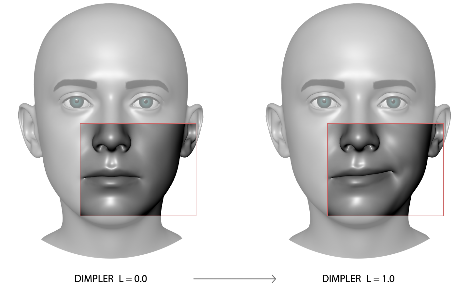 DIMPLER L = 0.0
DIMPLER L = 1.0